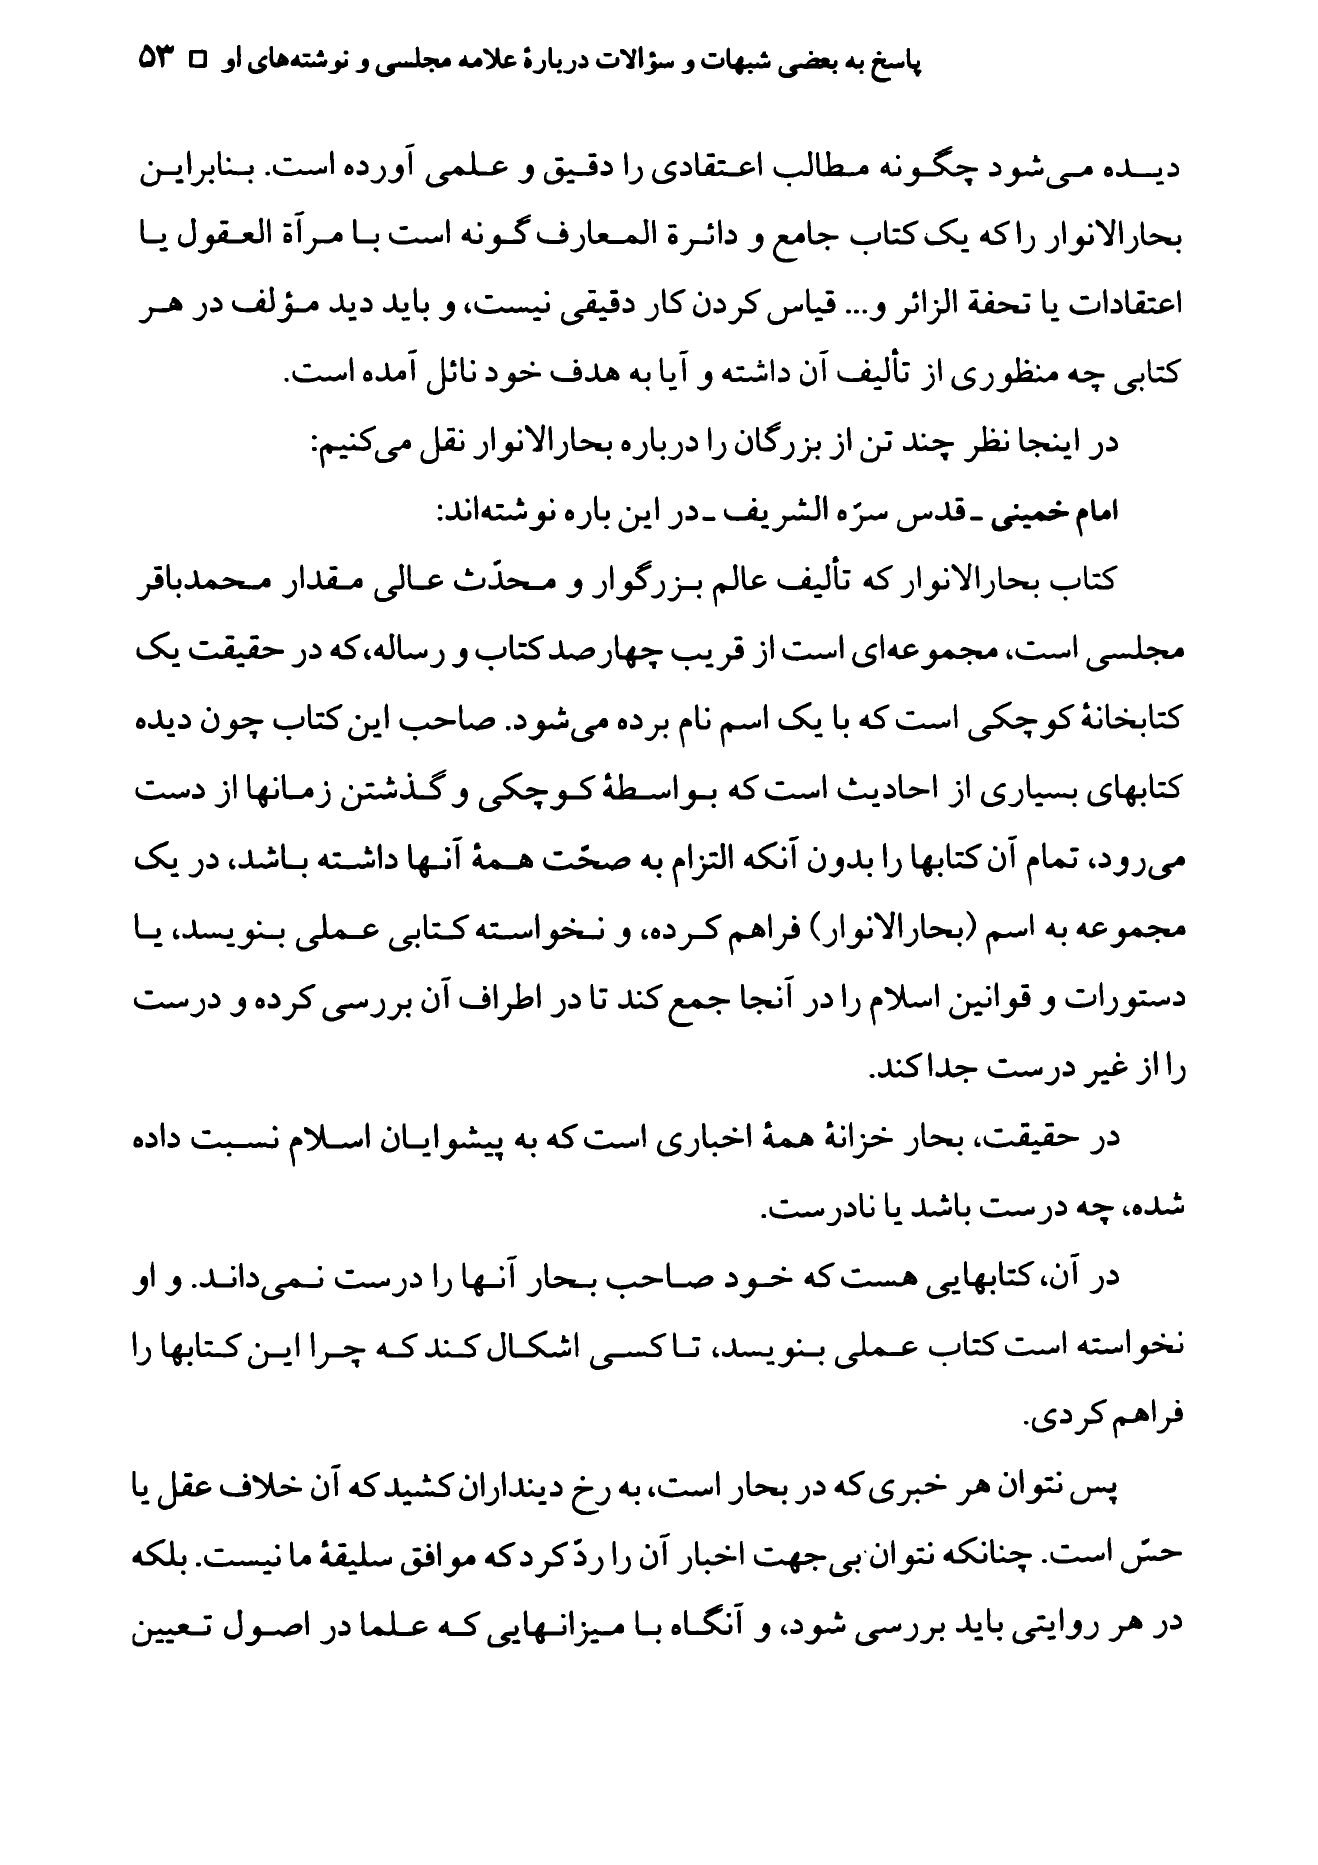 پاسخ به بعضی شبهات و سؤالات دربارهٔ علامه مجلسی و نوشته‌های او □ ۵۳
دیده می‌شود چگونه مطالب اعتقادی را دقیق و علمی آورده است. بنابراین
بحارالانوار را که یک کتاب جامع و دائرة المعارف گونه است با مرآة العقول یا
اعتقادات یا تحفة الزائر و... قیاس کردن کار دقیقی نیست، و باید دید مؤلف در هر
کتابی چه منظوری از تألیف آن داشته و آیا به هدف خود نائل آمده است.
در اینجا نظر چند تن از بزرگان را درباره بحارالانوار نقل می‌کنیم:
امام خمینی ـ قدس سرّه الشریف ـ در این باره نوشته‌اند:
کتاب بحارالانوار که تألیف عالم بزرگوار و محدّث عالی مقدار محمدباقر
مجلسی است، مجموعه‌ای است از قریب چهارصد کتاب و رساله، که در حقیقت یک
کتابخانهٔ کوچکی است که با یک اسم نام برده می‌شود. صاحب این کتاب چون دیده
کتابهای بسیاری از احادیث است که بواسطهٔ کوچکی و گذشتن زمانها از دست
می‌رود، تمام آن کتابها را بدون آنکه التزام به صحّت همهٔ آنها داشته باشد، در یک
مجموعه به اسم (بحارالانوار) فراهم کرده، و نخواسته کتابی عملی بنویسد، یا
دستورات و قوانین اسلام را در آنجا جمع کند تا در اطراف آن بررسی کرده و درست
را از غیر درست جدا کند.
در حقیقت، بحار خزانهٔ همهٔ اخباری است که به پیشوایان اسلام نسبت داده
شده، چه درست باشد یا نادرست.
در آن، کتابهایی هست که خود صاحب بحار آنها را درست نمی‌داند. و او
نخواسته است کتاب عملی بنویسد، تا کسی اشکال کند که چرا این کتابها را
فراهم کردی.
پس نتوان هر خبری که در بحار است، به رخ دینداران کشید که آن خلاف عقل یا
حسّ است. چنانکه نتوان بی‌جهت اخبار آن را ردّ کرد که موافق سلیقهٔ ما نیست. بلکه
در هر روایتی باید بررسی شود، و آنگاه با میزانهایی که علما در اصول تعیین